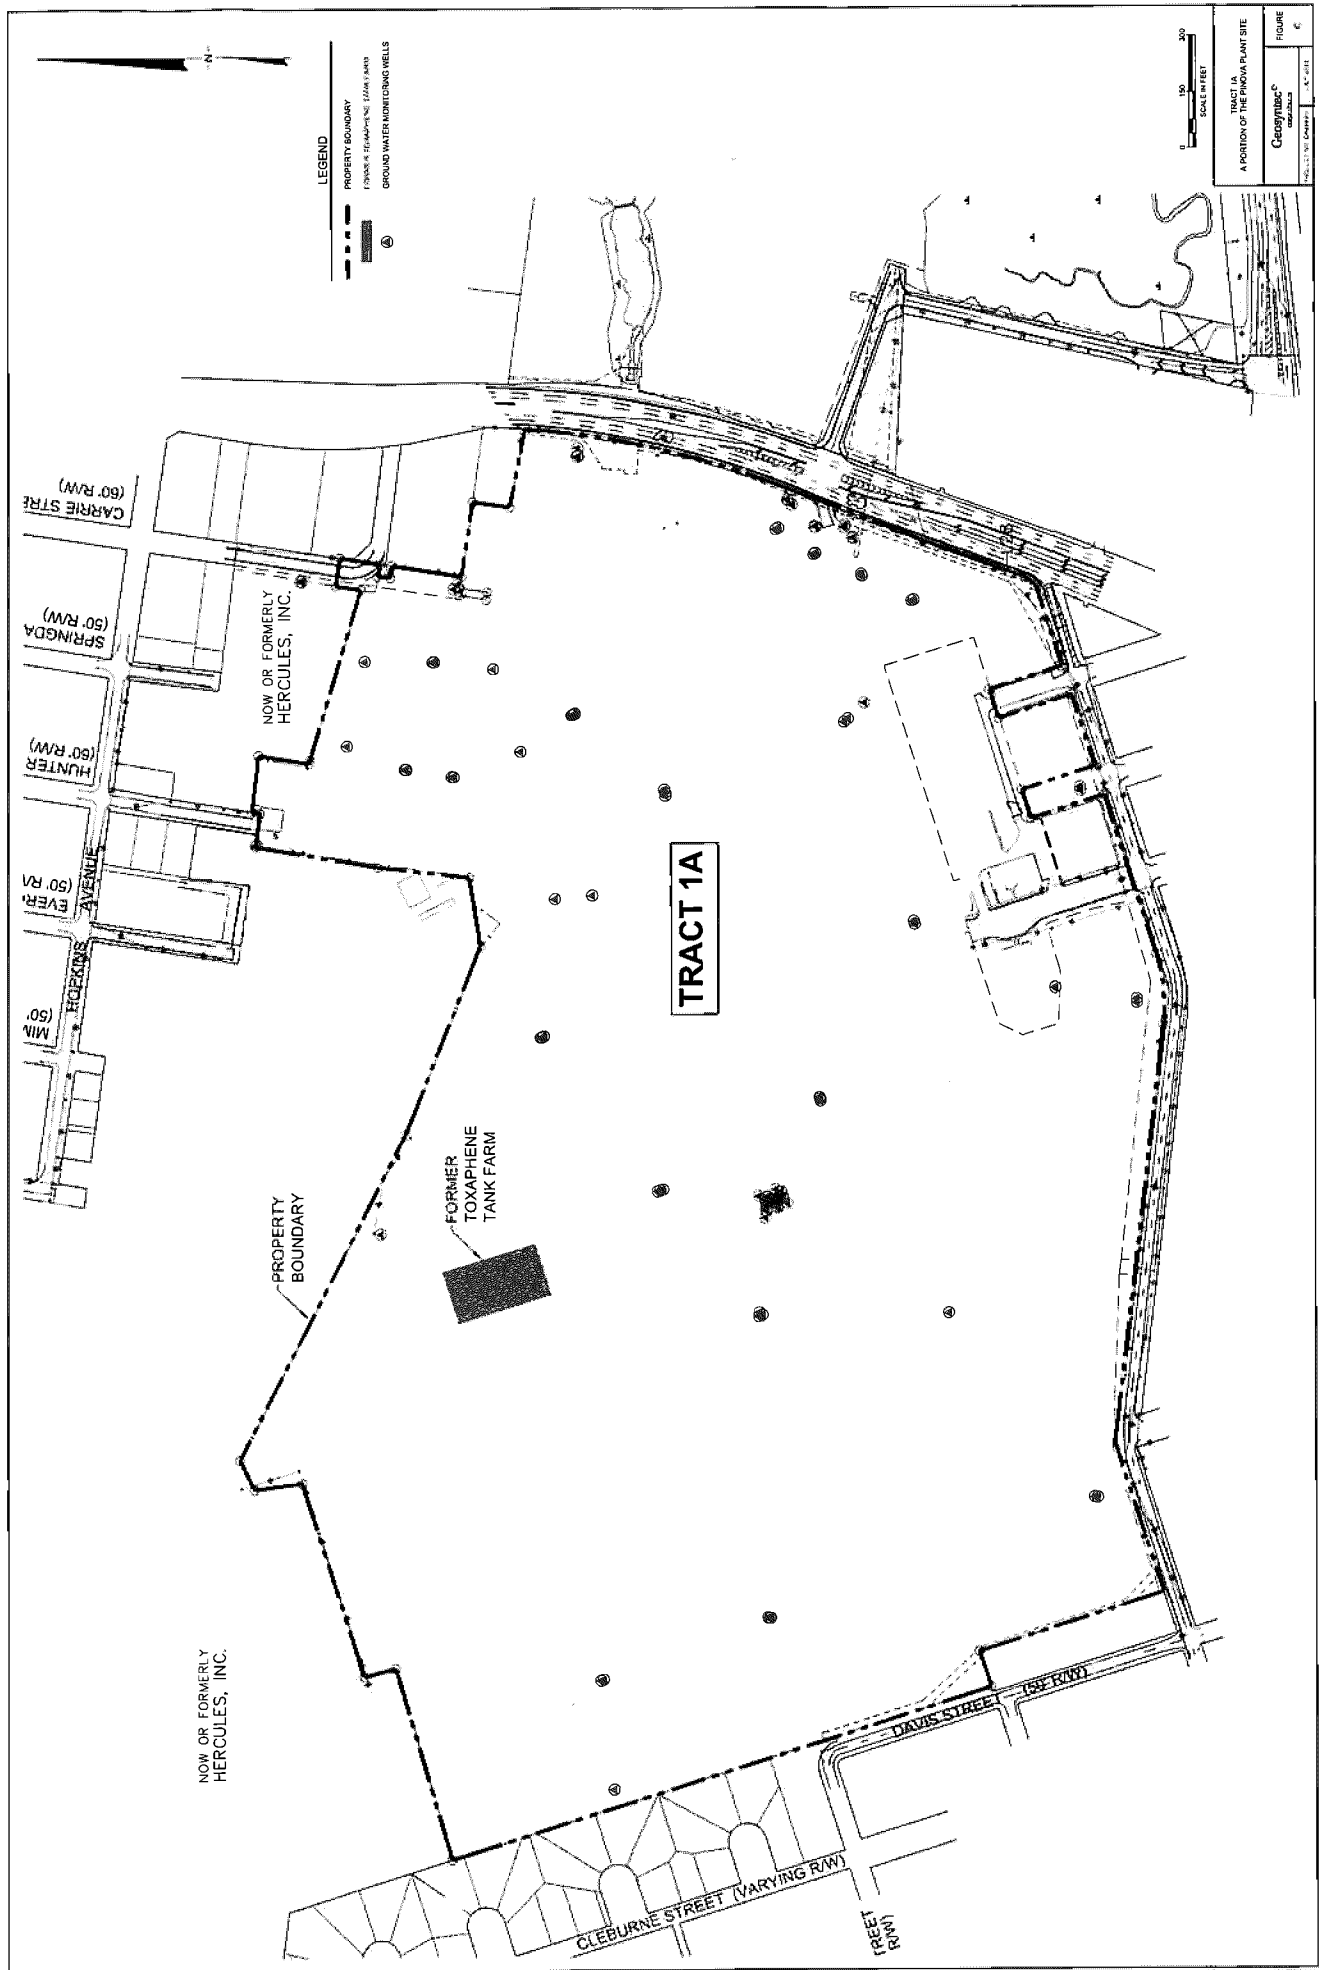 N
LEGEND
PROPERTY BOUNDARY
GROUND WATER MONITORING WELLS
CARRIE STRE
(60' R/W)
SPRINGDA
(50' R/W)
HUNTER
(60' R/W)
EVER
(50' R/
AVENUE
HOPKINS
MIM
(50'
NOW OR FORMERLY
HERCULES, INC.
PROPERTY
BOUNDARY
FORMER
TOXAPHENE
TANK FARM
TRACT 1A
NOW OR FORMERLY
HERCULES, INC.
DAVIS STREET (50' R/W)
CLEBURNE STREET (VARYING R/W)
REET
R/W)
0 150 300
SCALE IN FEET
TRACT 1A
A PORTION OF THE PINOVA PLANT SITE
Geosyntec
consultants
FIGURE